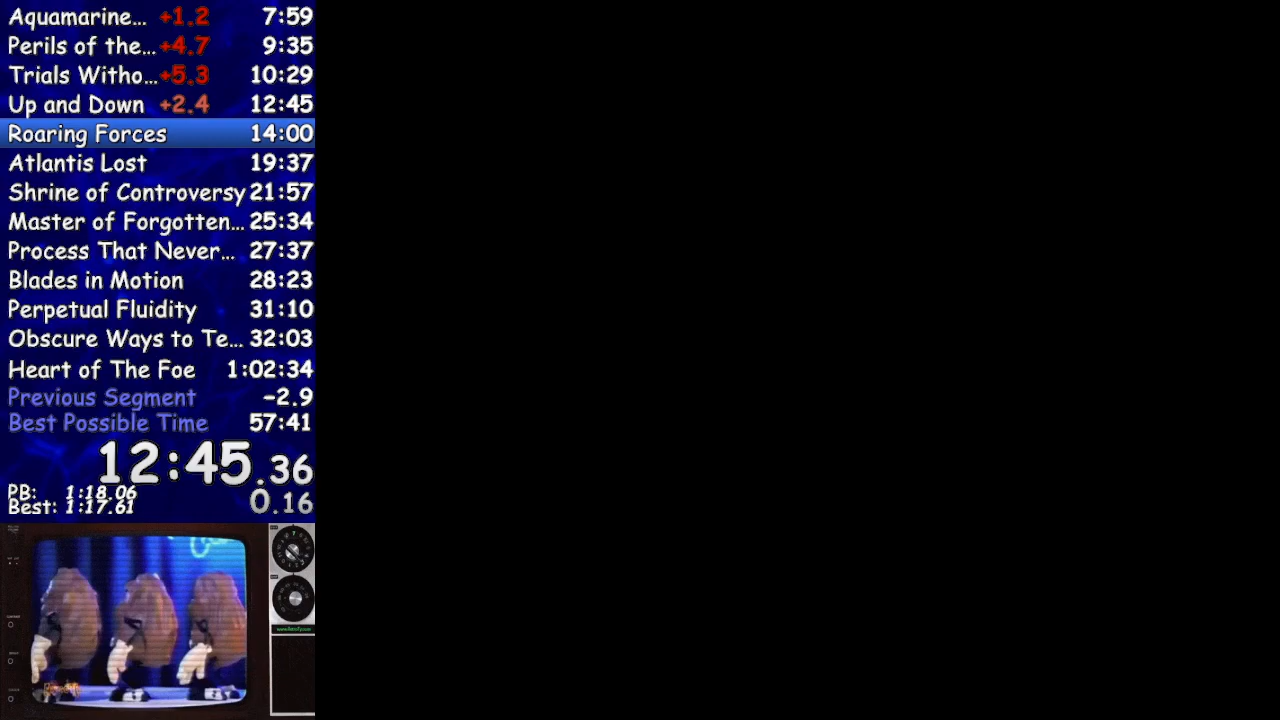 Aquamarine... +1.2 7:59
Perils of the... +4.7 9:35
Trials Witho... +5.3 10:29
Up and Down +2.4 12:45
Roaring Forces 14:00
Atlantis Lost 19:37
Shrine of Controversy 21:57
Master of Forgotten... 25:34
Process That Never... 27:37
Blades in Motion 28:23
Perpetual Fluidity 31:10
Obscure Ways to Te... 32:03
Heart of The Foe 1:02:34
Previous Segment -2.9
Best Possible Time 57:41
12:45.36
PB: 1:18.06
Best: 1:17.61
0.16